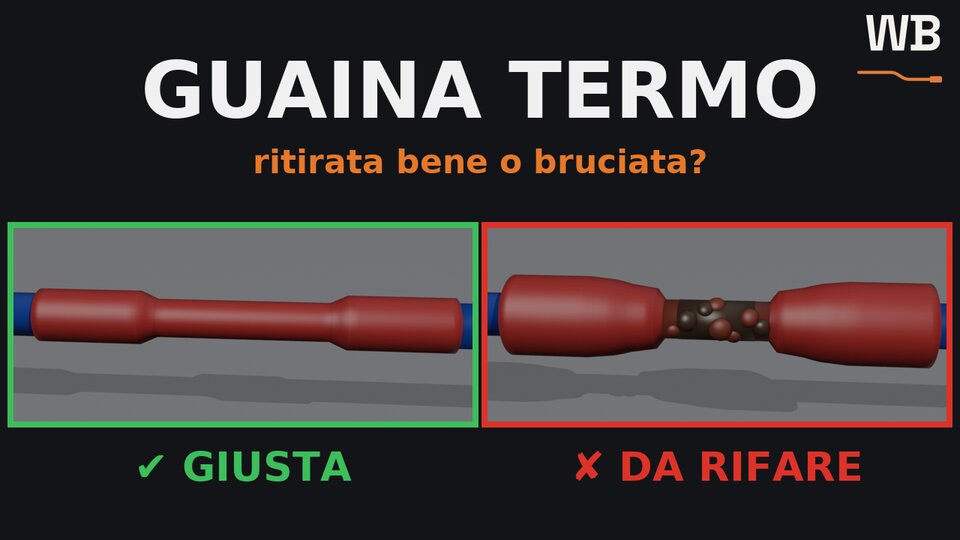 WB
GUAINA TERMO
ritirata bene o bruciata?
✔ GIUSTA
✘ DA RIFARE